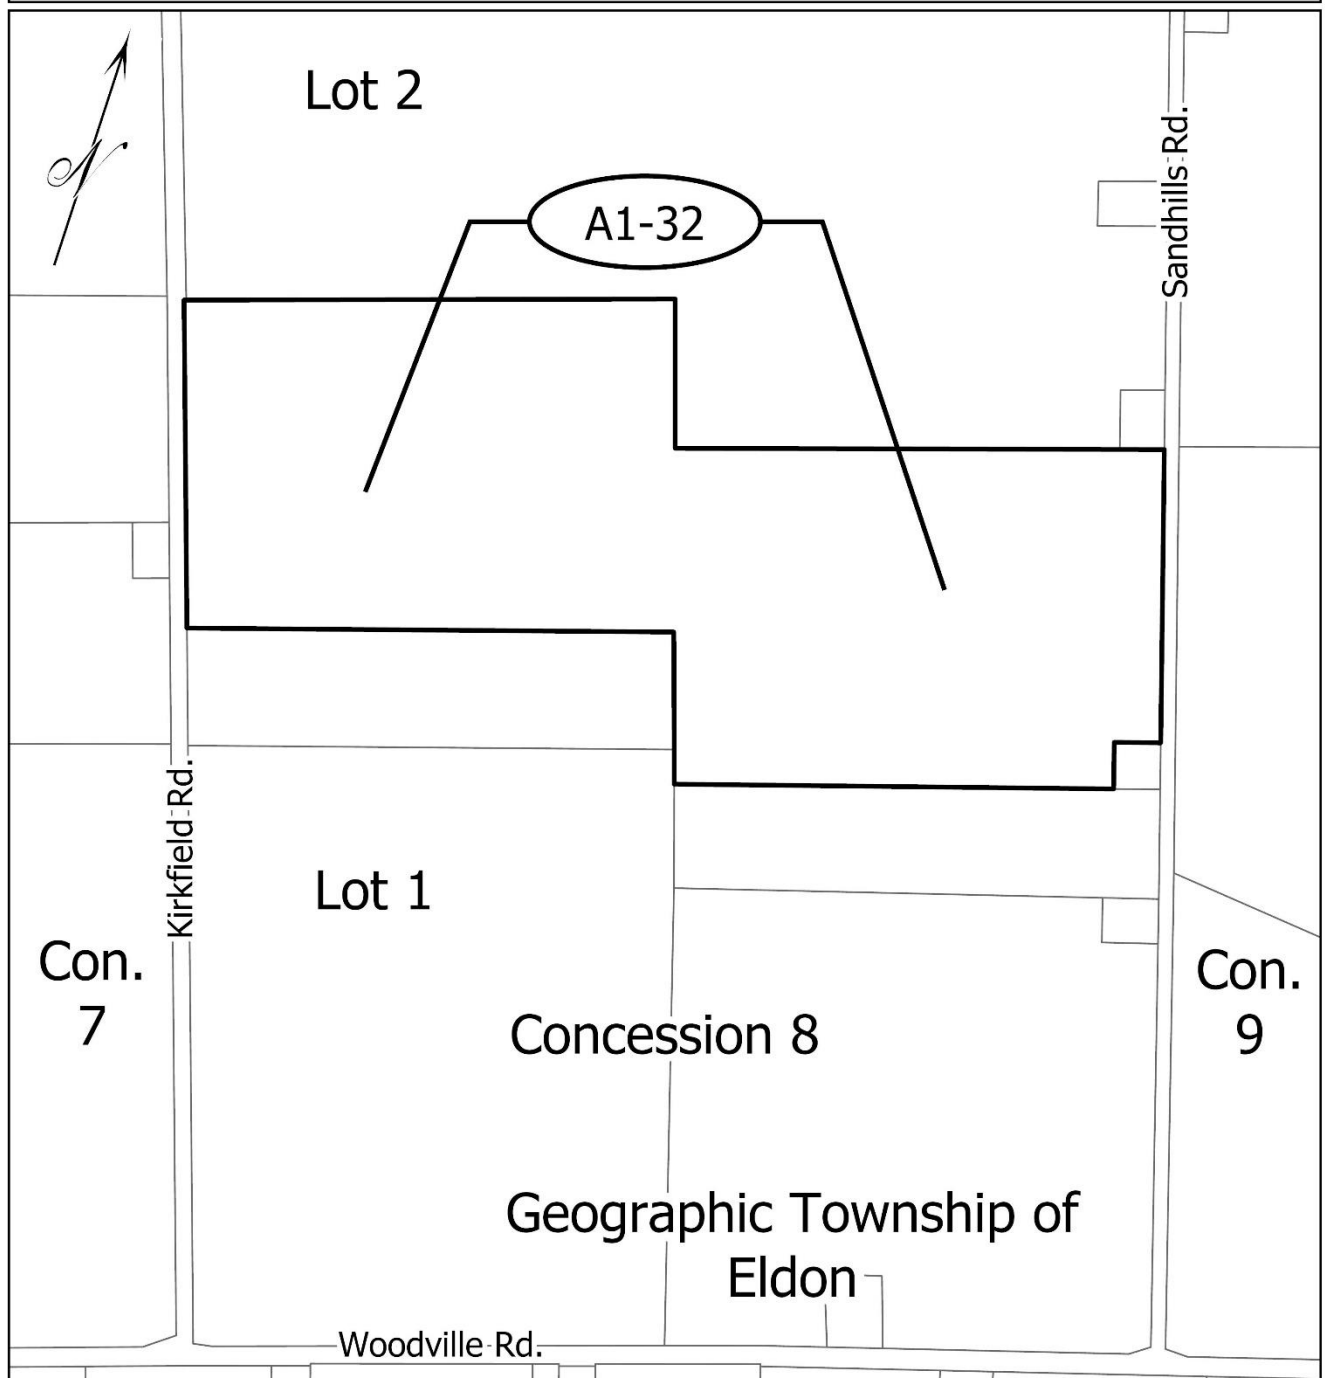 Lot 2
N
A1-32
Sandhills Rd.
Kirkfield Rd.
Lot 1
Con.
7
Concession 8
Con.
9
Geographic Township of
Eldon
Woodville Rd.